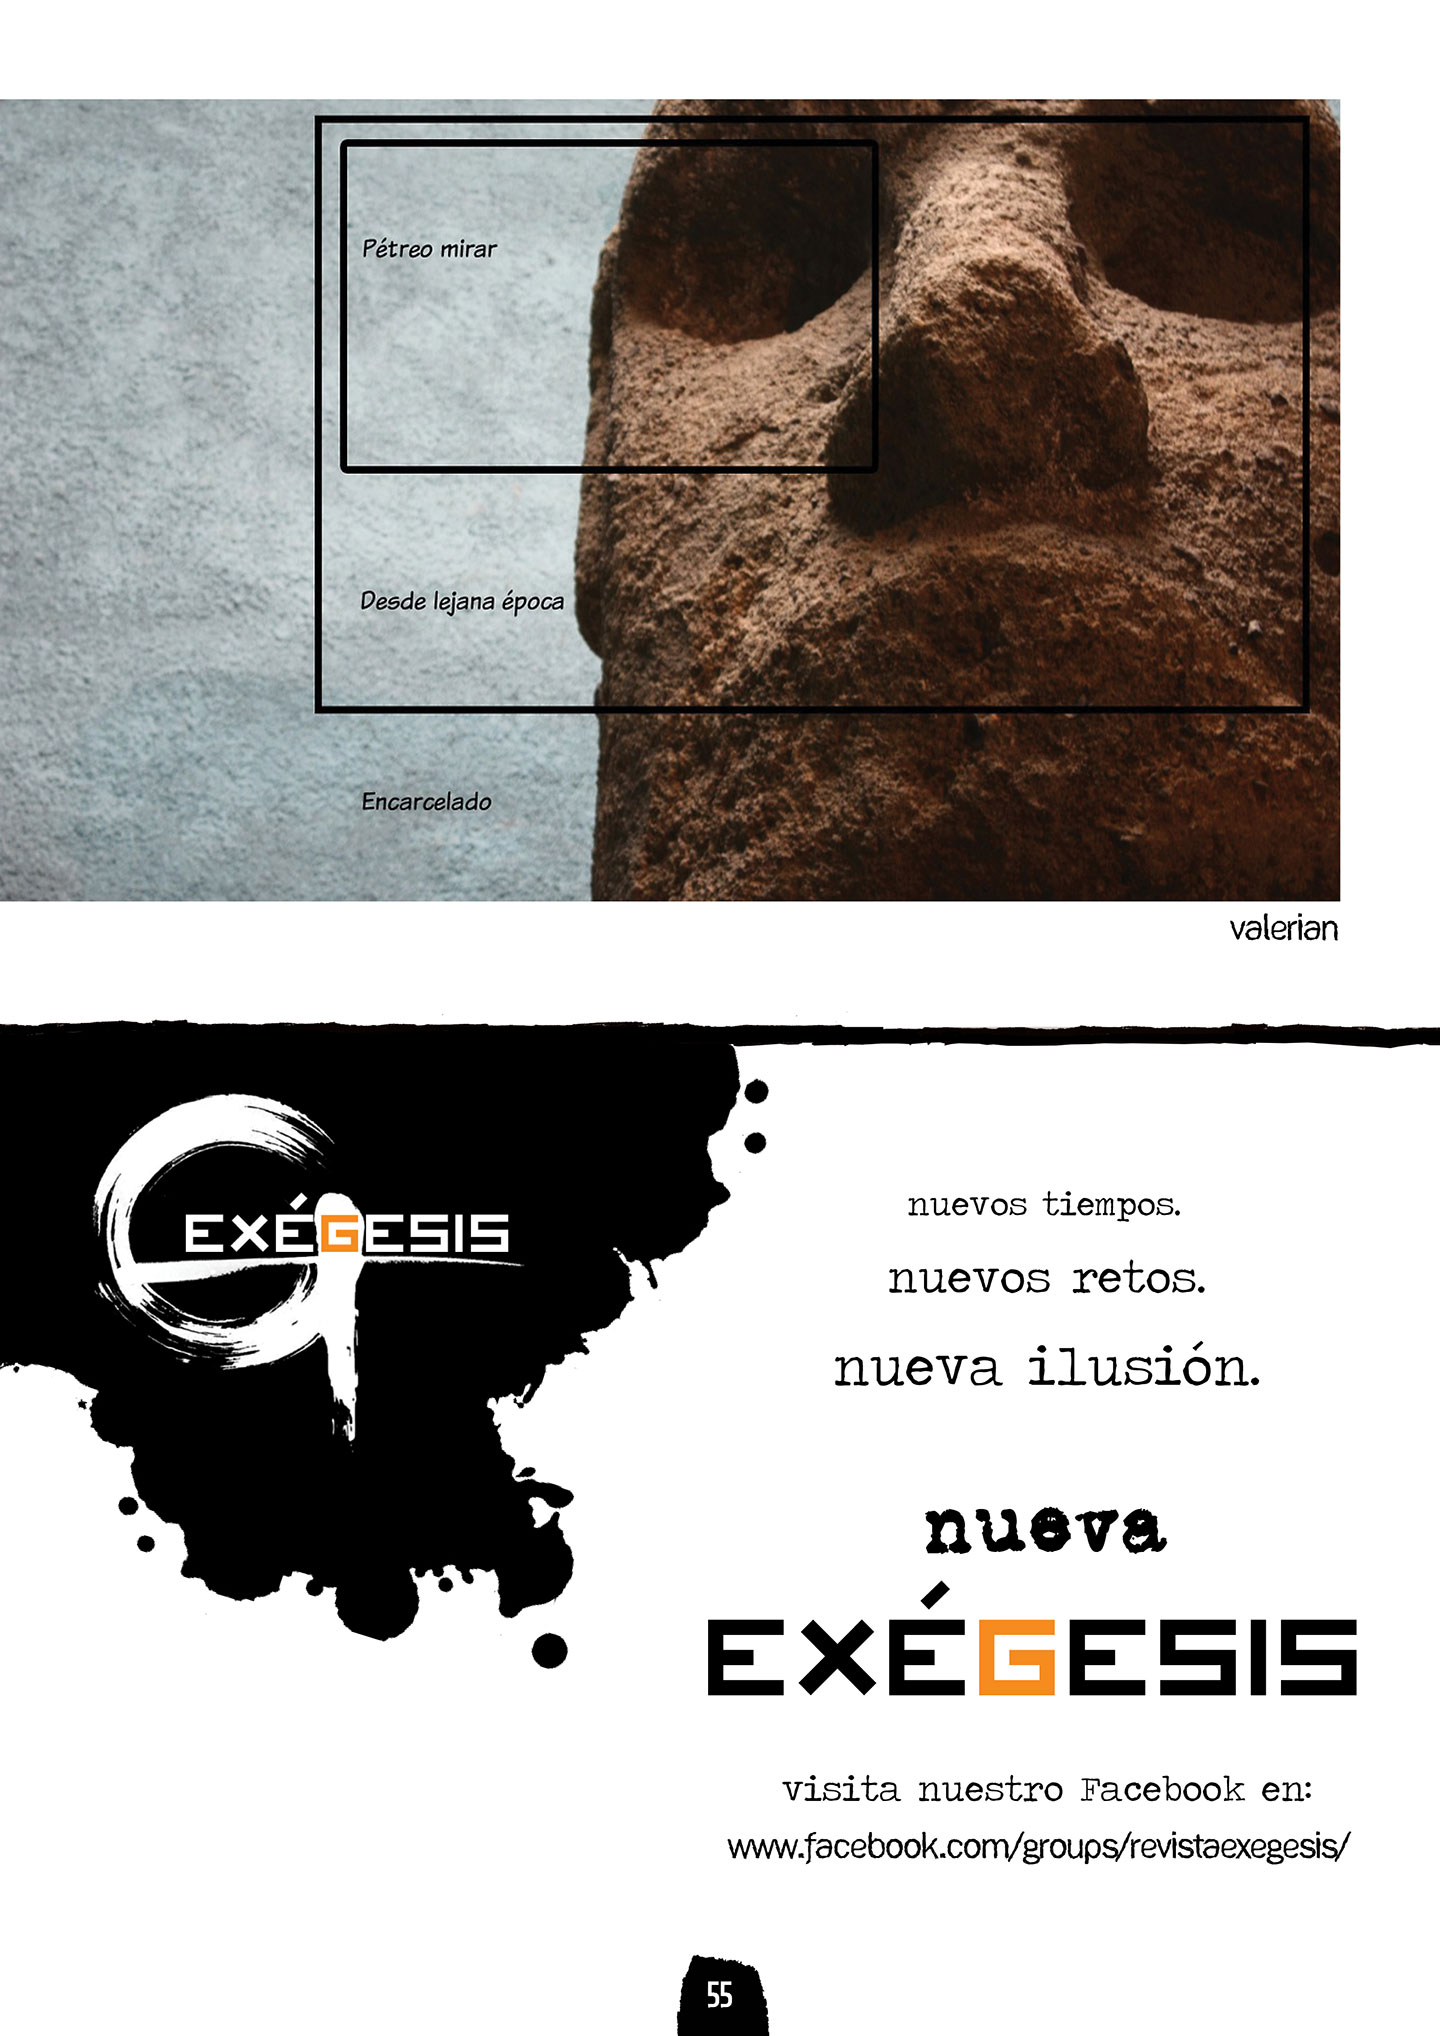 Pétreo mirar
Desde lejana época
Encarcelado
valerian
EXÉGESIS
nuevos tiempos.
nuevos retos.
nueva ilusión.
nueva
EXÉGESIS
visita nuestro Facebook en:
www.facebook.com/groups/revistaexegesis/
55